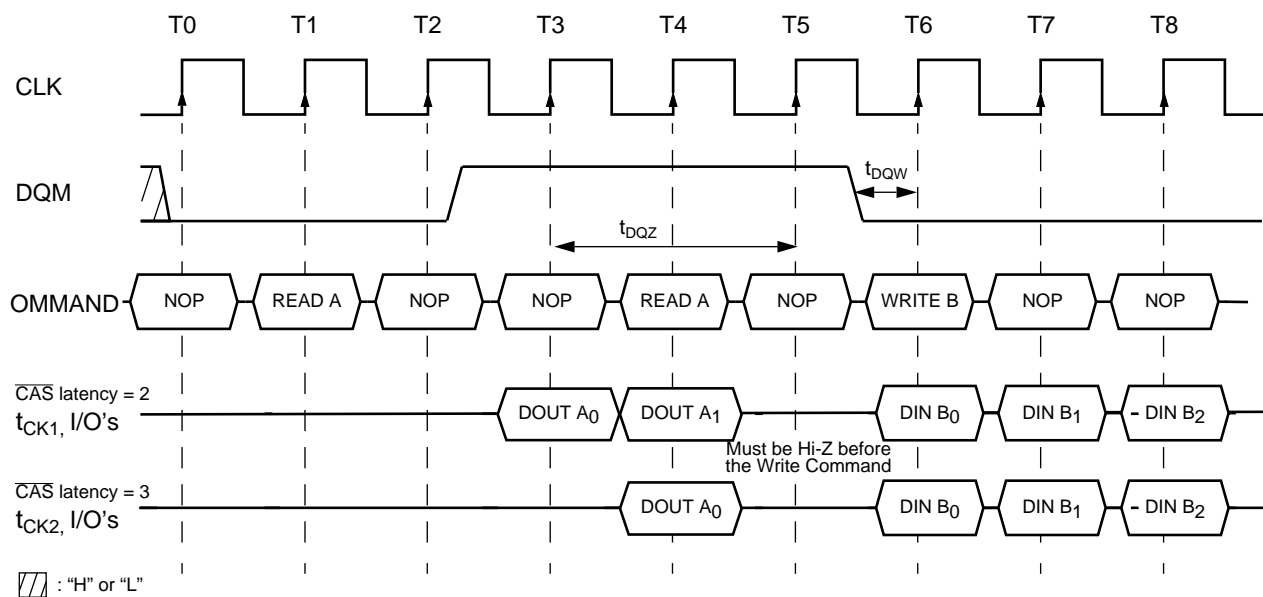 T0 T1 T2 T3 T4 T5 T6 T7 T8
CLK
DQM
tDQW
tDQZ
OMMAND NOP READ A NOP NOP READ A NOP WRITE B NOP NOP
CAS latency = 2
tCK1, I/O's DOUT A0 DOUT A1 DIN B0 DIN B1 DIN B2
Must be Hi-Z before
the Write Command
CAS latency = 3
tCK2, I/O's DOUT A0 DIN B0 DIN B1 DIN B2
: “H” or “L”